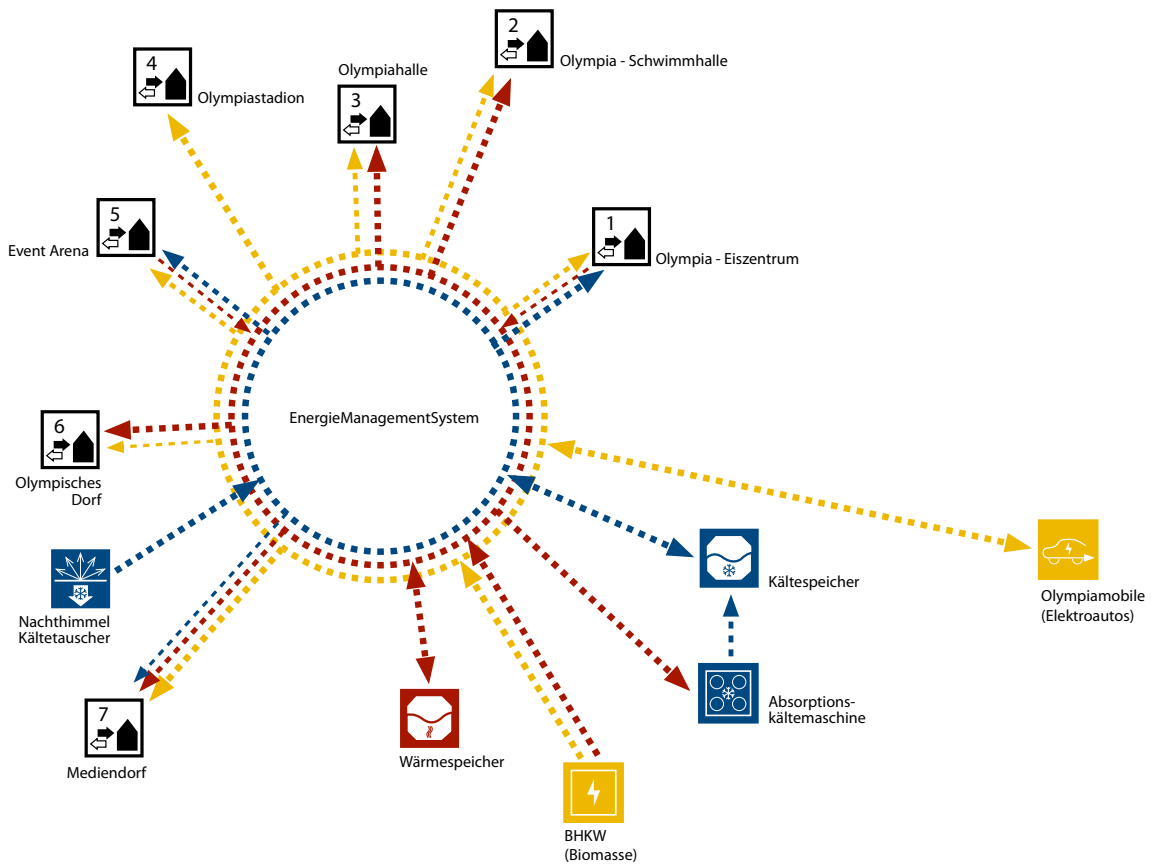 2
Olympia - Schwimmhalle
4
Olympiastadion
Olympiahalle
3
5
Event Arena
1
Olympia - Eiszentrum
EnergieManagementSystem
6
Olympisches
Dorf
Nachthimmel
Kältetauscher
Kältespeicher
Olympiamobile
(Elektroautos)
7
Mediendorf
Wärmespeicher
Absorptions-
kältemaschine
BHKW
(Biomasse)